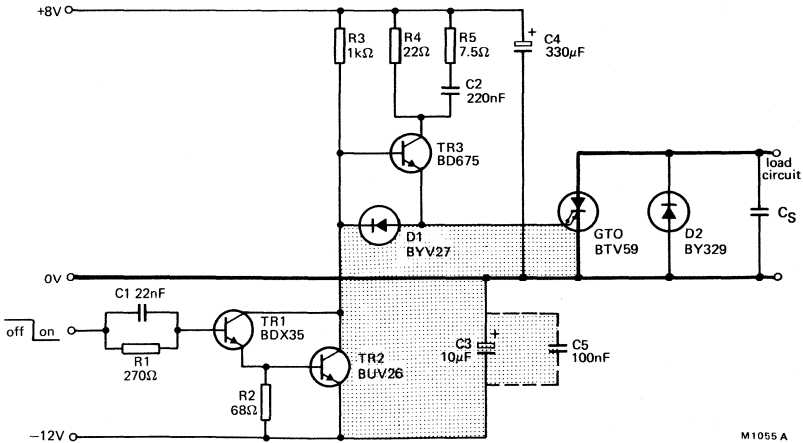 +8V
R3
1kΩ
R4
22Ω
R5
7.5Ω
C2
220nF
+
C4
330µF
TR3
BD675
load
circuit
D1
BYV27
GTO
BTV59
D2
BY329
CS
0V
C1 22nF
off on
R1
270Ω
TR1
BDX35
TR2
BUV26
R2
68Ω
+
C3
10µF
C5
100nF
−12V
M1055A